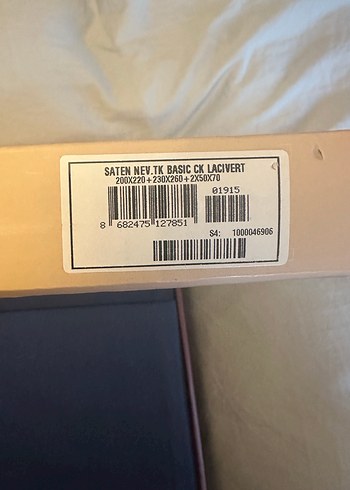 SATEN NEV.TK BASIC CK LACIVERT
200X220+230X260+2X50X70
01915
8 682475 127851
S4: 1000046906